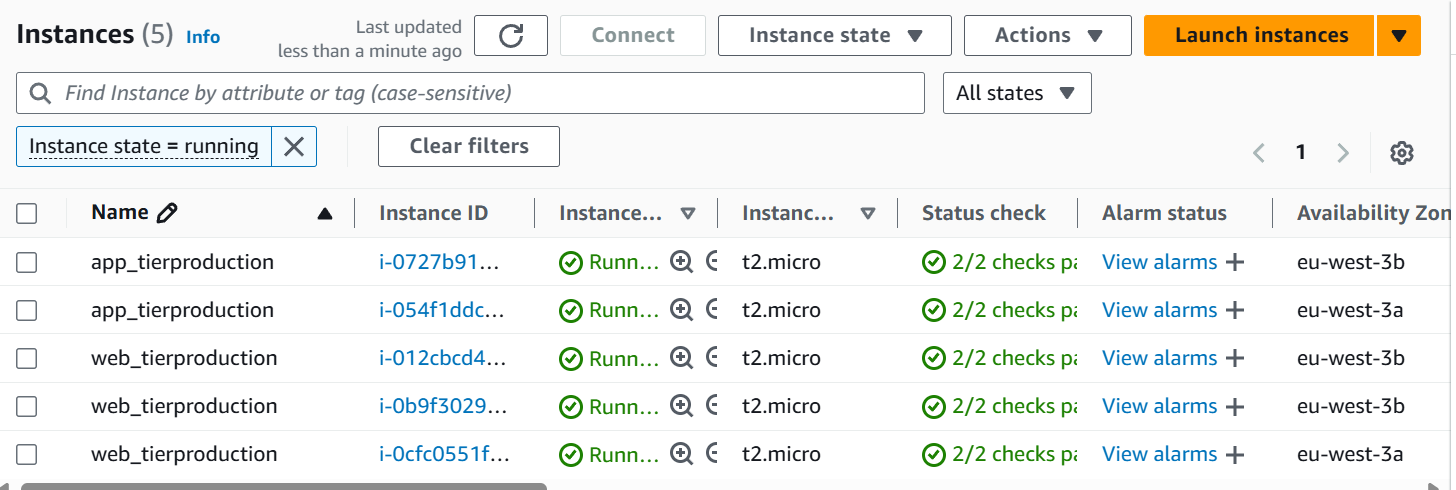 Instances (5) Info
Last updated
less than a minute ago
Connect
Instance state
Actions
Launch instances
Find Instance by attribute or tag (case-sensitive)
All states
Instance state = running
Clear filters
1
Name Instance ID Instance... Instanc... Status check Alarm status Availability Zon
app_tierproduction i-0727b91... Runn... t2.micro 2/2 checks pa View alarms eu-west-3b
app_tierproduction i-054f1ddc... Runn... t2.micro 2/2 checks pa View alarms eu-west-3a
web_tierproduction i-012cbcd4... Runn... t2.micro 2/2 checks pa View alarms eu-west-3b
web_tierproduction i-0b9f3029... Runn... t2.micro 2/2 checks pa View alarms eu-west-3b
web_tierproduction i-0cfc0551f... Runn... t2.micro 2/2 checks pa View alarms eu-west-3a